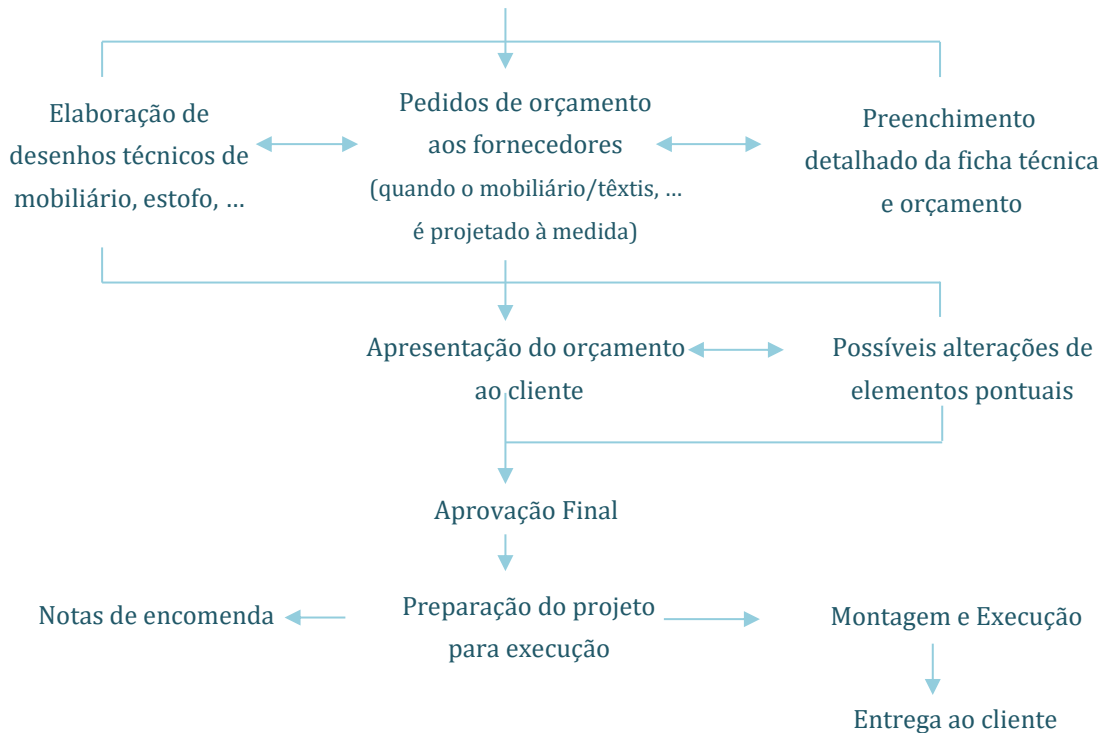 Elaboração de
desenhos técnicos de
mobiliário, estofo, ...
Pedidos de orçamento
aos fornecedores
(quando o mobiliário/têxtis, ...
é projetado à medida)
Preenchimento
detalhado da ficha técnica
e orçamento
Apresentação do orçamento
ao cliente
Possíveis alterações de
elementos pontuais
Aprovação Final
Notas de encomenda
Preparação do projeto
para execução
Montagem e Execução
Entrega ao cliente